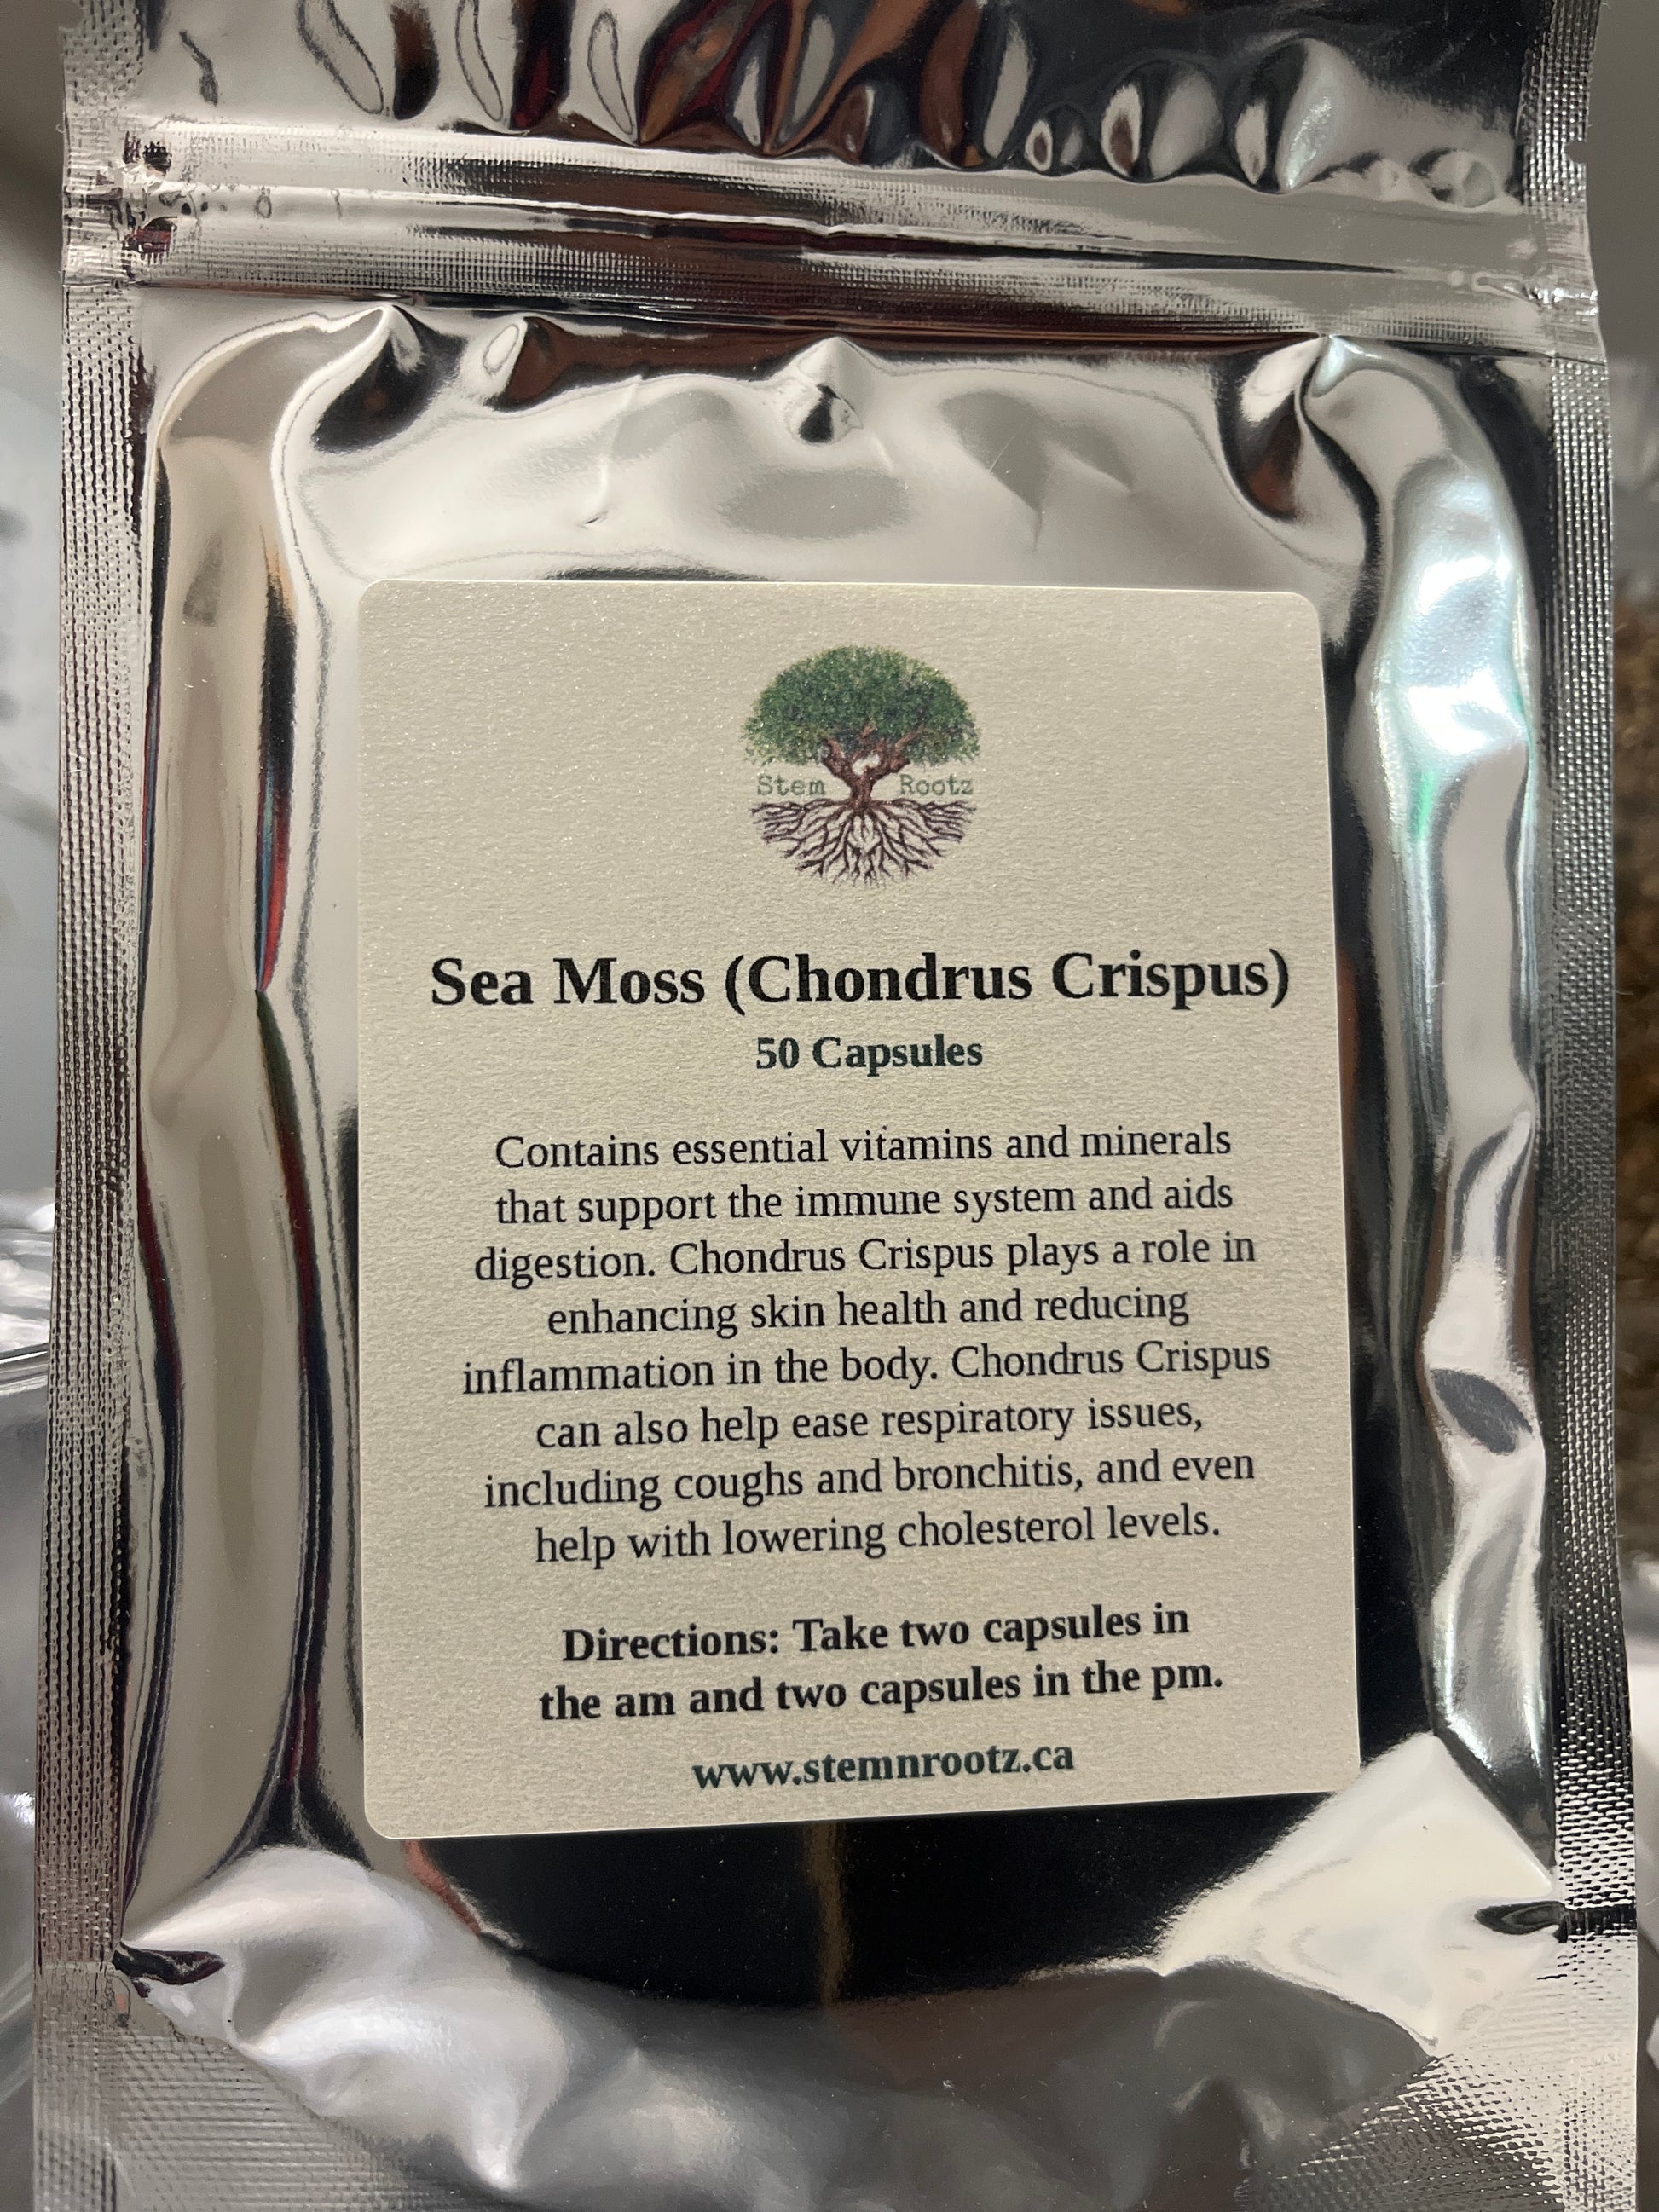 Stem Rootz
Sea Moss (Chondrus Crispus)
50 Capsules
Contains essential vitamins and minerals
that support the immune system and aids
digestion. Chondrus Crispus plays a role in
enhancing skin health and reducing
inflammation in the body. Chondrus Crispus
can also help ease respiratory issues,
including coughs and bronchitis, and even
help with lowering cholesterol levels.
Directions: Take two capsules in
the am and two capsules in the pm.
www.stemnrootz.ca